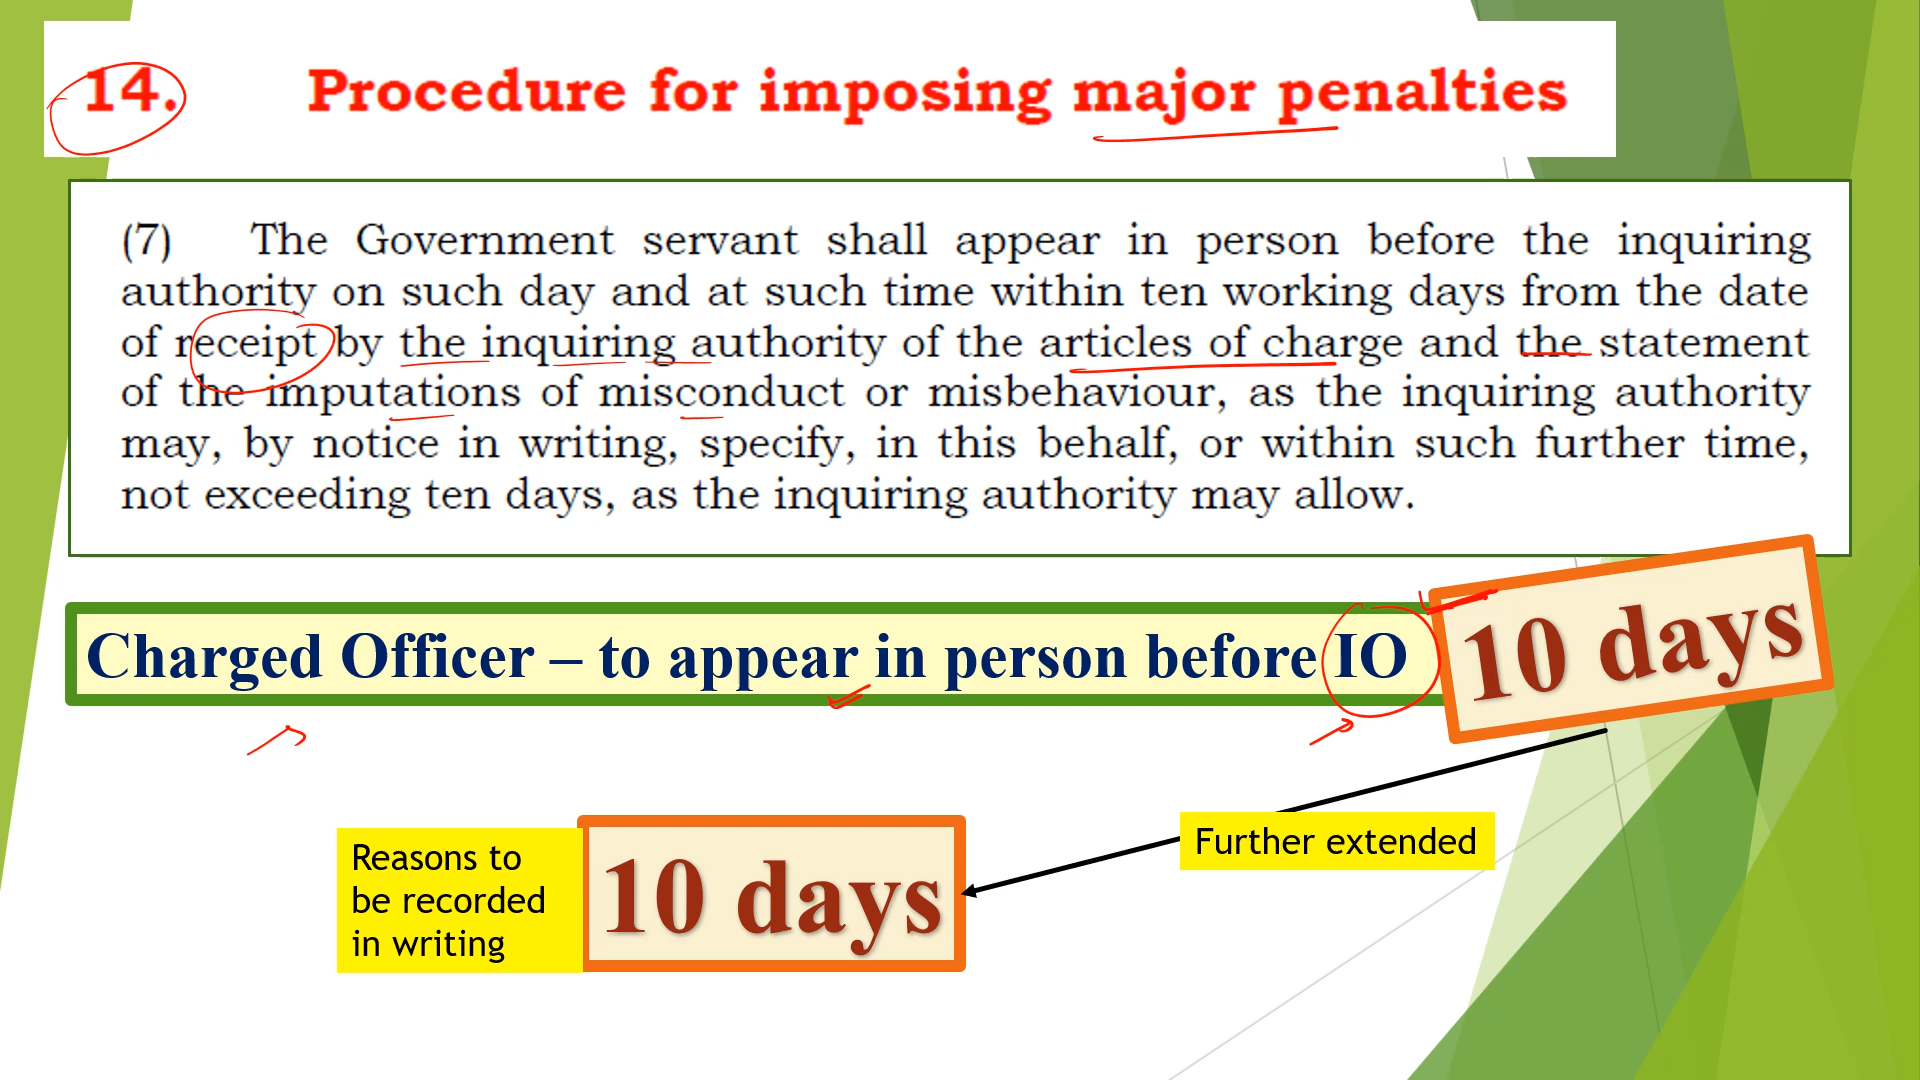 14. Procedure for imposing major penalties
(7) The Government servant shall appear in person before the inquiring
authority on such day and at such time within ten working days from the date
of receipt by the inquiring authority of the articles of charge and the statement
of the imputations of misconduct or misbehaviour, as the inquiring authority
may, by notice in writing, specify, in this behalf, or within such further time,
not exceeding ten days, as the inquiring authority may allow.
Charged Officer – to appear in person before IO
10 days
Further extended
10 days
Reasons to
be recorded
in writing